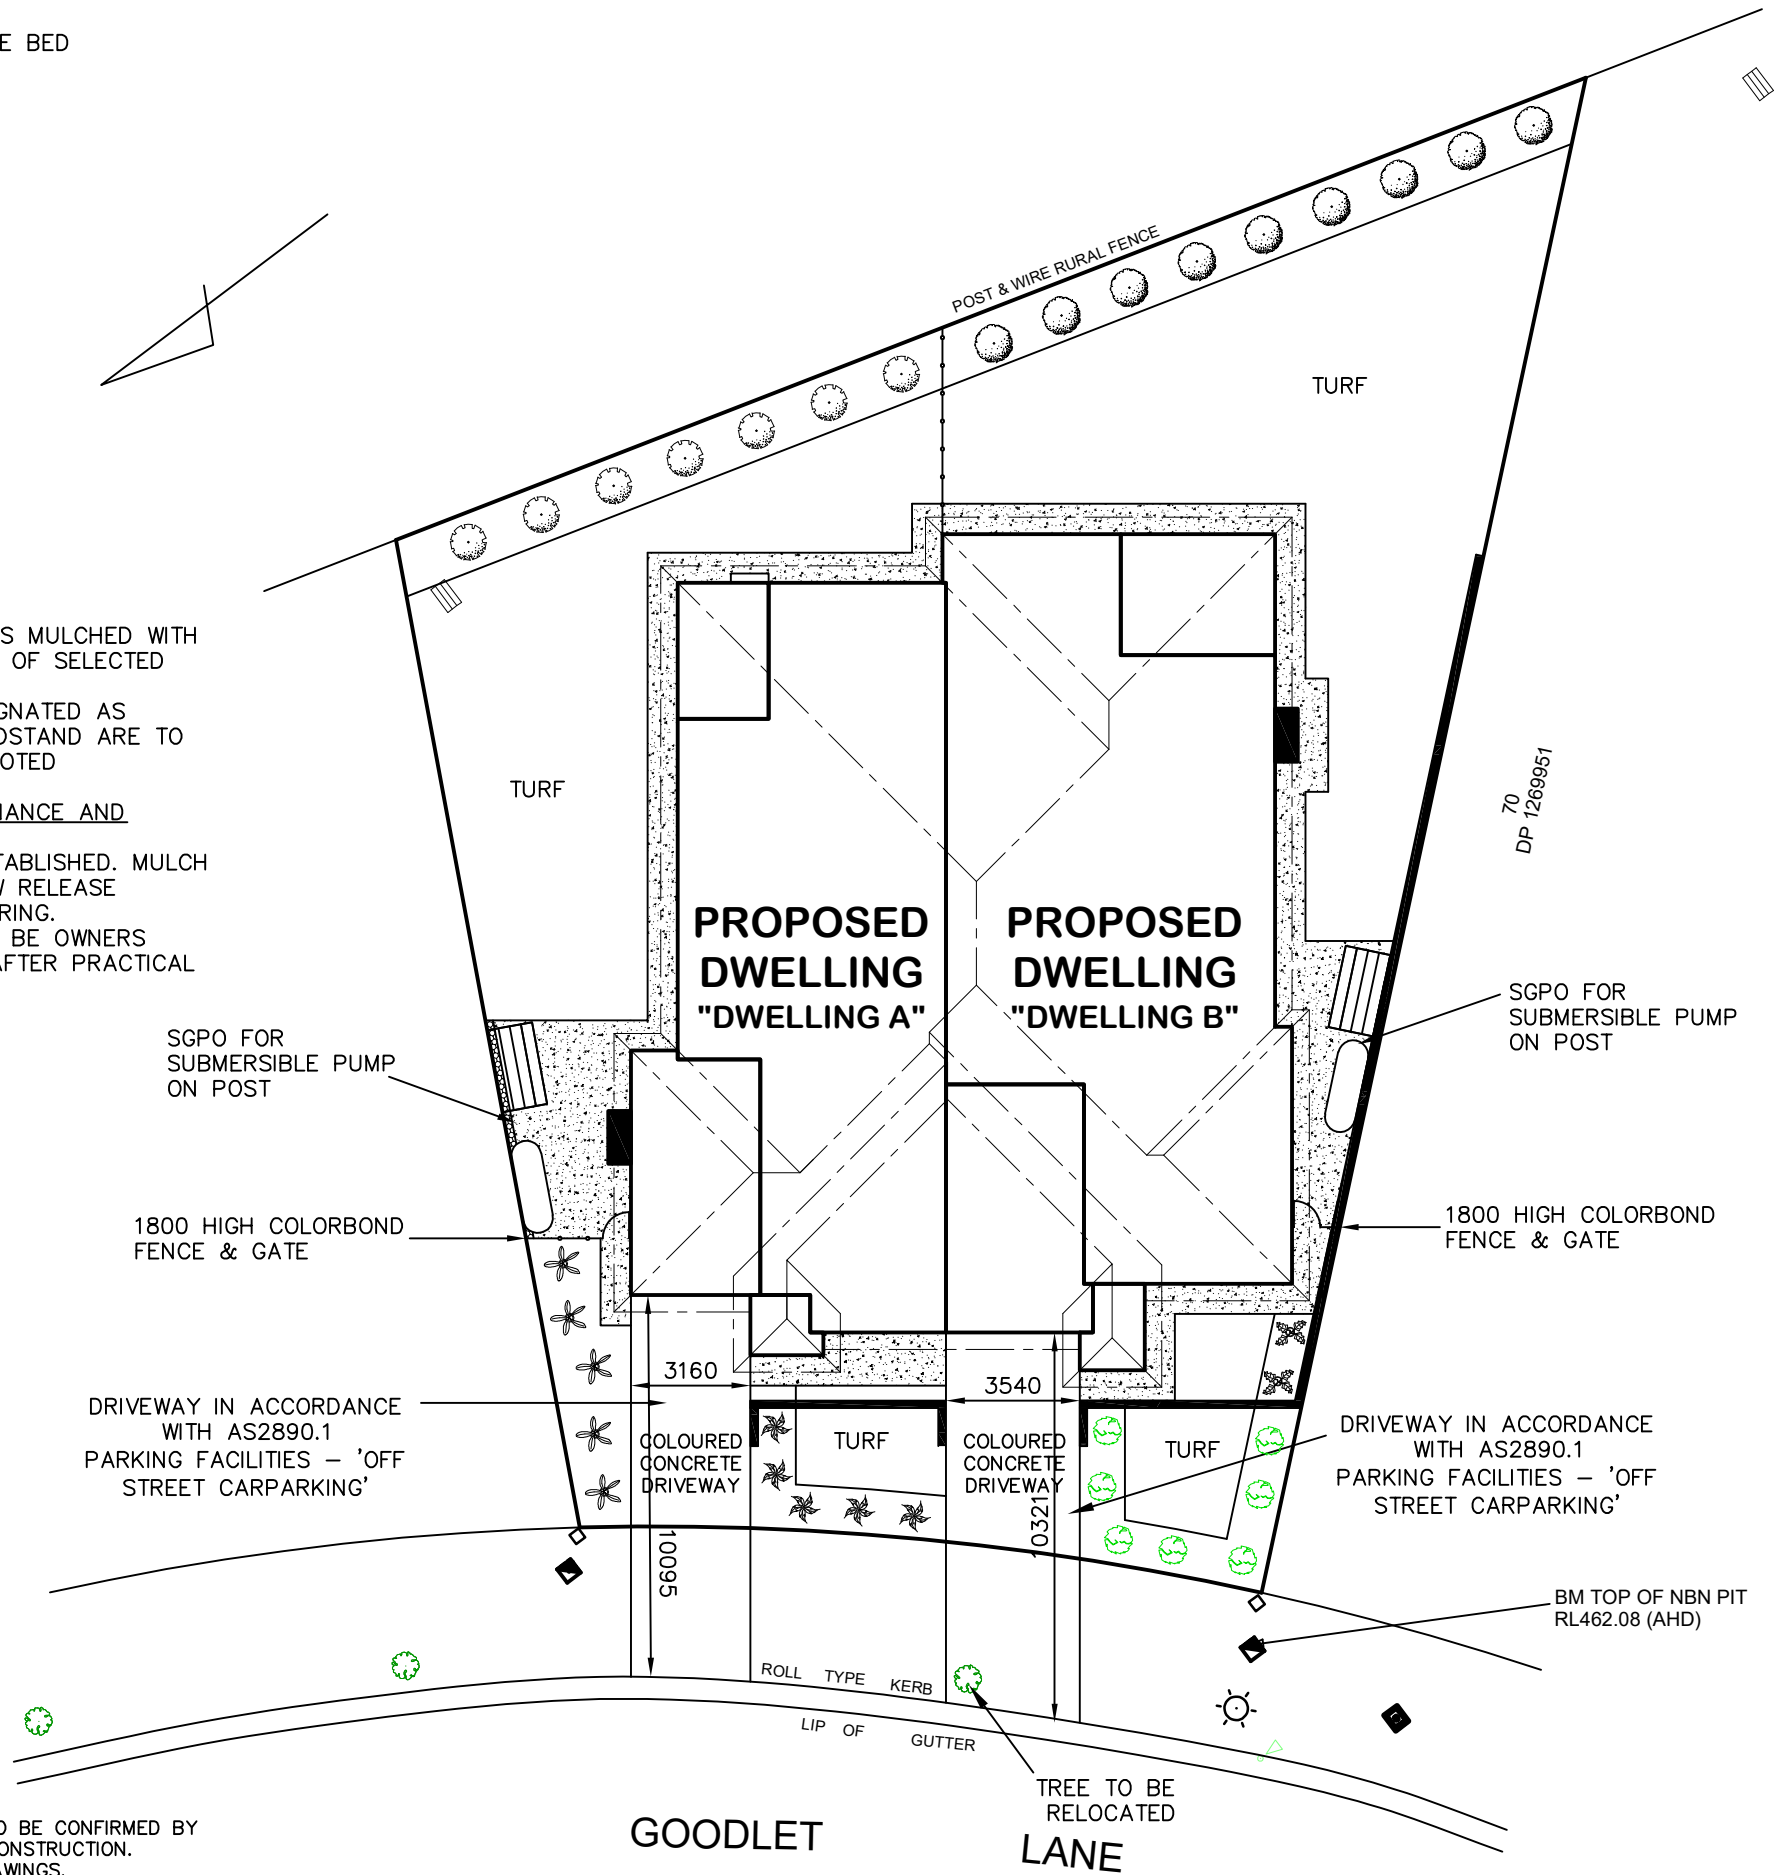 E BED
POST & WIRE RURAL FENCE
TURF
S MULCHED WITH
OF SELECTED
GNATED AS
DSTAND ARE TO
OTED
NANCE AND
TABLISHED. MULCH
W RELEASE
RING.
BE OWNERS
AFTER PRACTICAL
TURF
70
DP 1269951
PROPOSED
DWELLING
"DWELLING A"
PROPOSED
DWELLING
"DWELLING B"
SGPO FOR
SUBMERSIBLE PUMP
ON POST
SGPO FOR
SUBMERSIBLE PUMP
ON POST
1800 HIGH COLORBOND
FENCE & GATE
1800 HIGH COLORBOND
FENCE & GATE
3160
3540
DRIVEWAY IN ACCORDANCE
WITH AS2890.1
PARKING FACILITIES – 'OFF
STREET CARPARKING'
COLOURED
CONCRETE
DRIVEWAY
TURF
COLOURED
CONCRETE
DRIVEWAY
TURF
DRIVEWAY IN ACCORDANCE
WITH AS2890.1
PARKING FACILITIES – 'OFF
STREET CARPARKING'
10095
10321
BM TOP OF NBN PIT
RL462.08 (AHD)
ROLL TYPE KERB
LIP OF GUTTER
TREE TO BE
RELOCATED
GOODLET LANE
O BE CONFIRMED BY
ONSTRUCTION.
AWINGS.